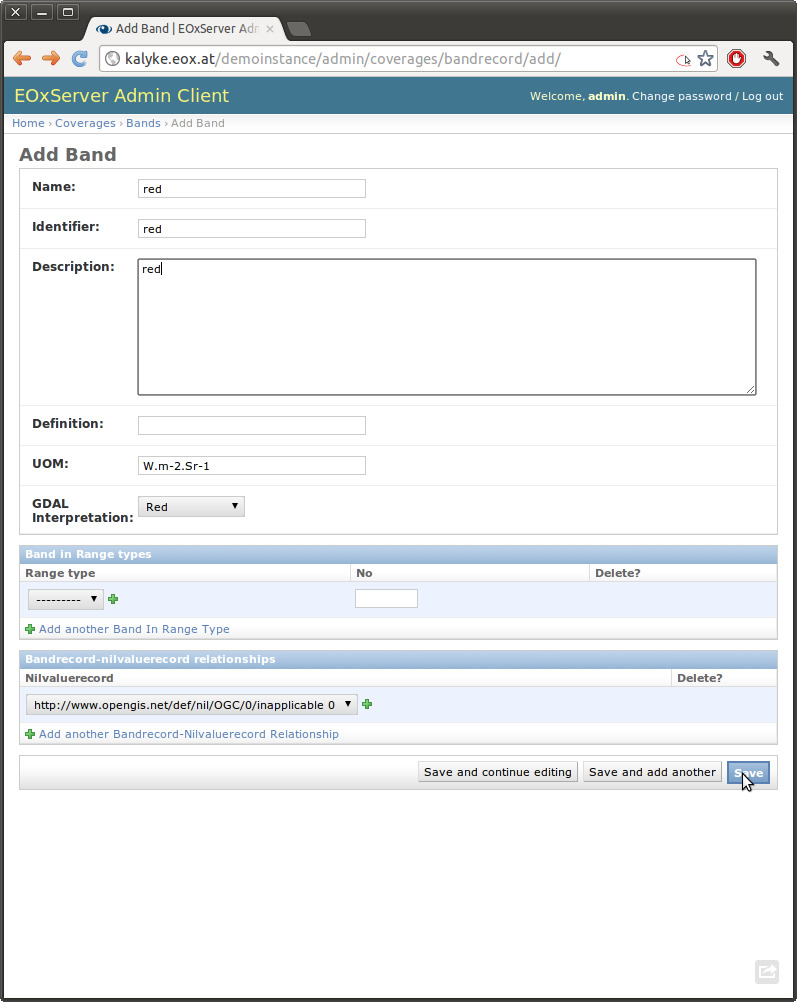 Add Band | EOxServer Adm
kalyke.eox.at/demoinstance/admin/coverages/bandrecord/add/
EOxServer Admin Client
Welcome, admin. Change password / Log out
Home › Coverages › Bands › Add Band
Add Band
Name: red
Identifier: red
Description: red
Definition:
UOM: W.m-2.Sr-1
GDAL
Interpretation: Red
Band in Range types
Range type No Delete?
---------
Add another Band In Range Type
Bandrecord-nilvaluerecord relationships
Nilvaluerecord Delete?
http://www.opengis.net/def/nil/OGC/0/inapplicable 0
Add another Bandrecord-Nilvaluerecord Relationship
Save and continue editing Save and add another Save